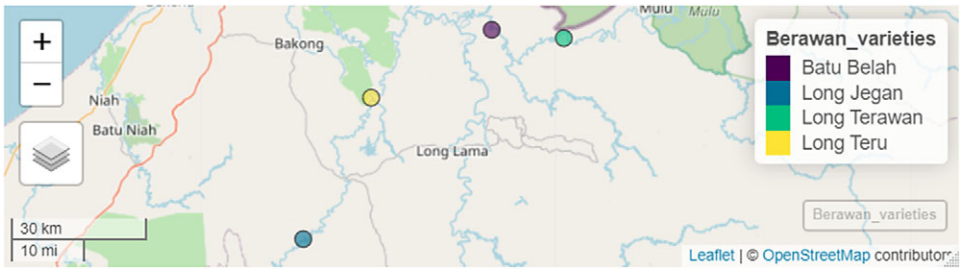 Mulu
Mulu
+
−
Bakong
Niah
Batu Niah
Long Lama
30 km
10 mi
Berawan_varieties
Batu Belah
Long Jegan
Long Terawan
Long Teru
Berawan_varieties
Leaflet | © OpenStreetMap contributors